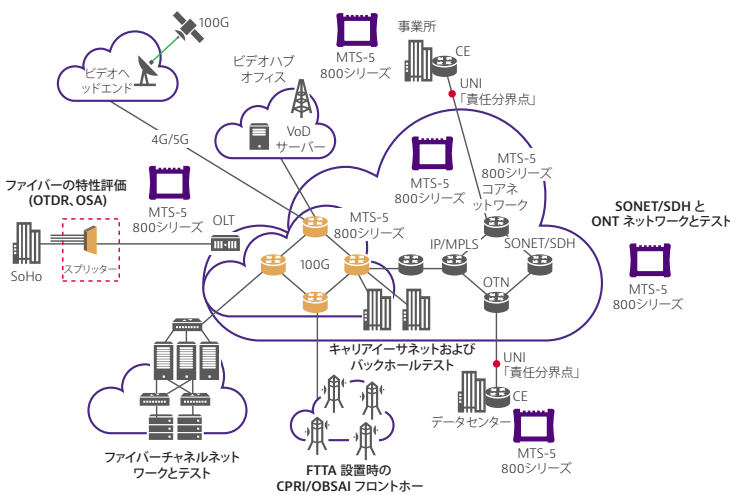 100G
ビデオヘ
ッドエンド
ビデオハブ
オフィス
VoD
サーバー
4G/5G
MTS-5
800シリーズ
事業所
CE
UNI
「責任分界点」
MTS-5
800シリーズ
MTS-5
800シリーズ
コアネ
ットワーク
ファイバーの特性評価
(OTDR、OSA)
MTS-5
800シリーズ
OLT
SoHo
スプリッター
MTS-5
800シリーズ
100G
IP/MPLS
SONET/SDH
OTN
SONET/SDH と
ONT ネットワークとテスト
MTS-5
800シリーズ
キャリアイーサネットおよび
バックホールテスト
UNI
「責任分界点」
CE
データセンター
MTS-5
800シリーズ
ファイバーチャネルネット
ワークとテスト
FTTA 設置時の
CPRI/OBSAI フロントホー